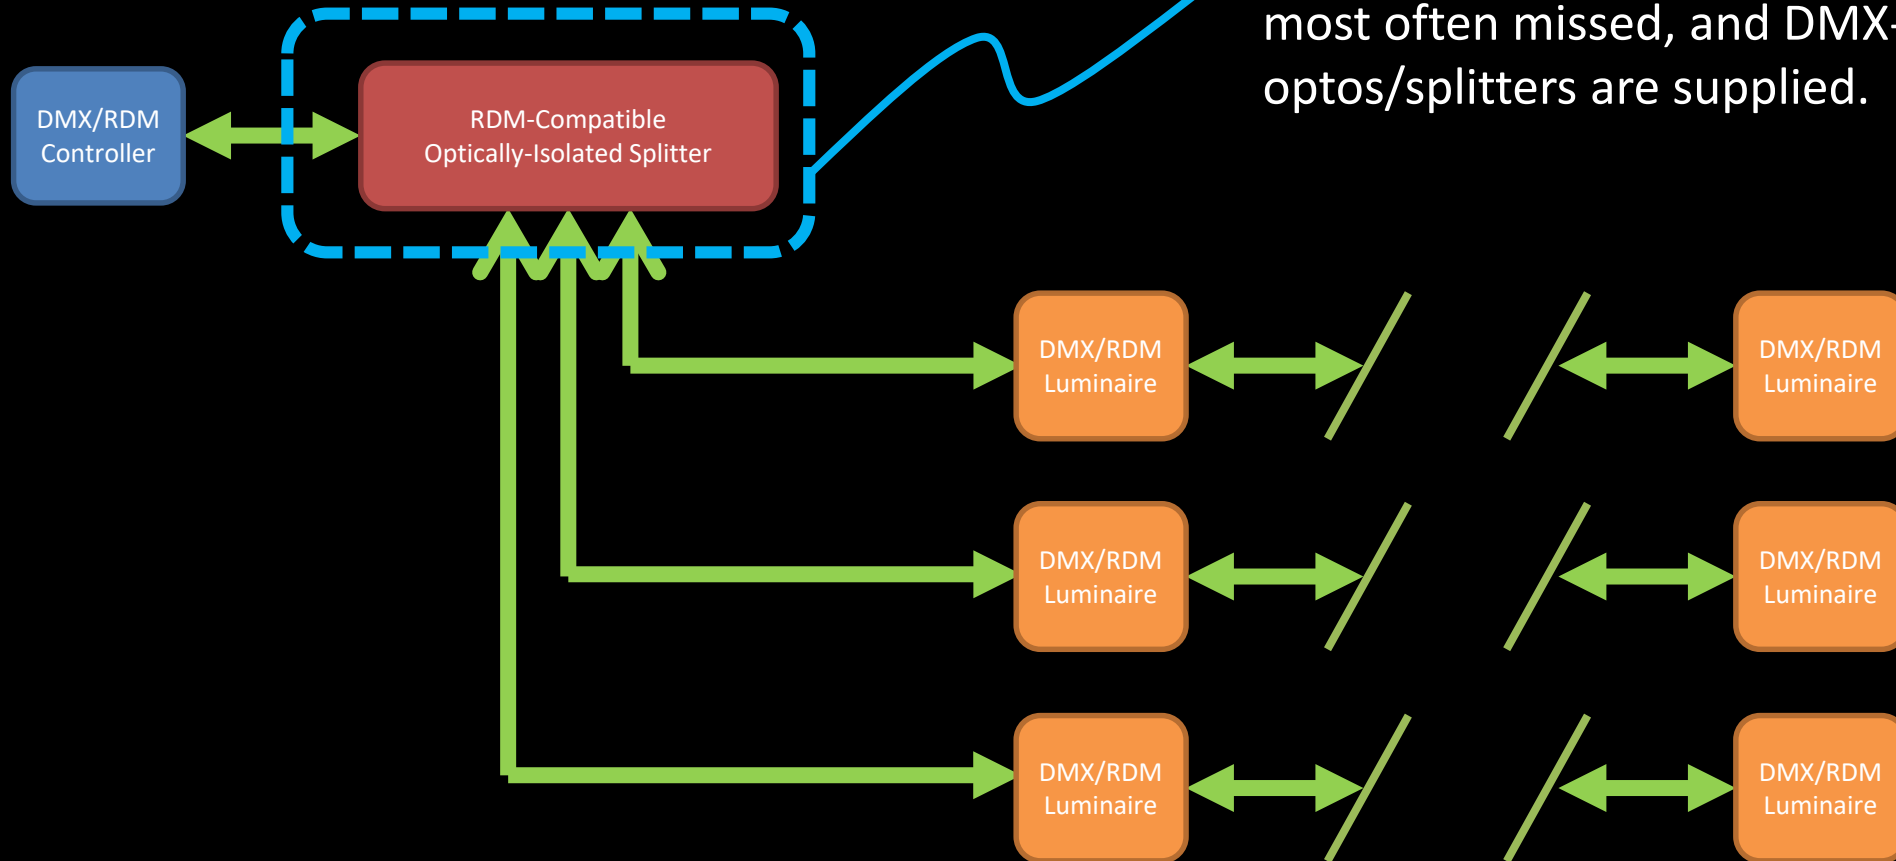 most often missed, and DMX-
optos/splitters are supplied.
DMX/RDM
Controller
RDM-Compatible
Optically-Isolated Splitter
DMX/RDM
Luminaire
DMX/RDM
Luminaire
DMX/RDM
Luminaire
DMX/RDM
Luminaire
DMX/RDM
Luminaire
DMX/RDM
Luminaire